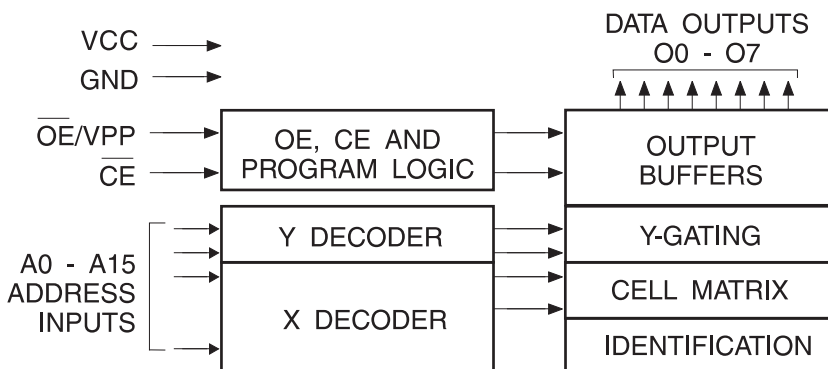 VCC
GND
OE/VPP
CE
A0 - A15
ADDRESS
INPUTS
OE, CE AND
PROGRAM LOGIC
Y DECODER
X DECODER
DATA OUTPUTS
O0 - O7
OUTPUT
BUFFERS
Y-GATING
CELL MATRIX
IDENTIFICATION